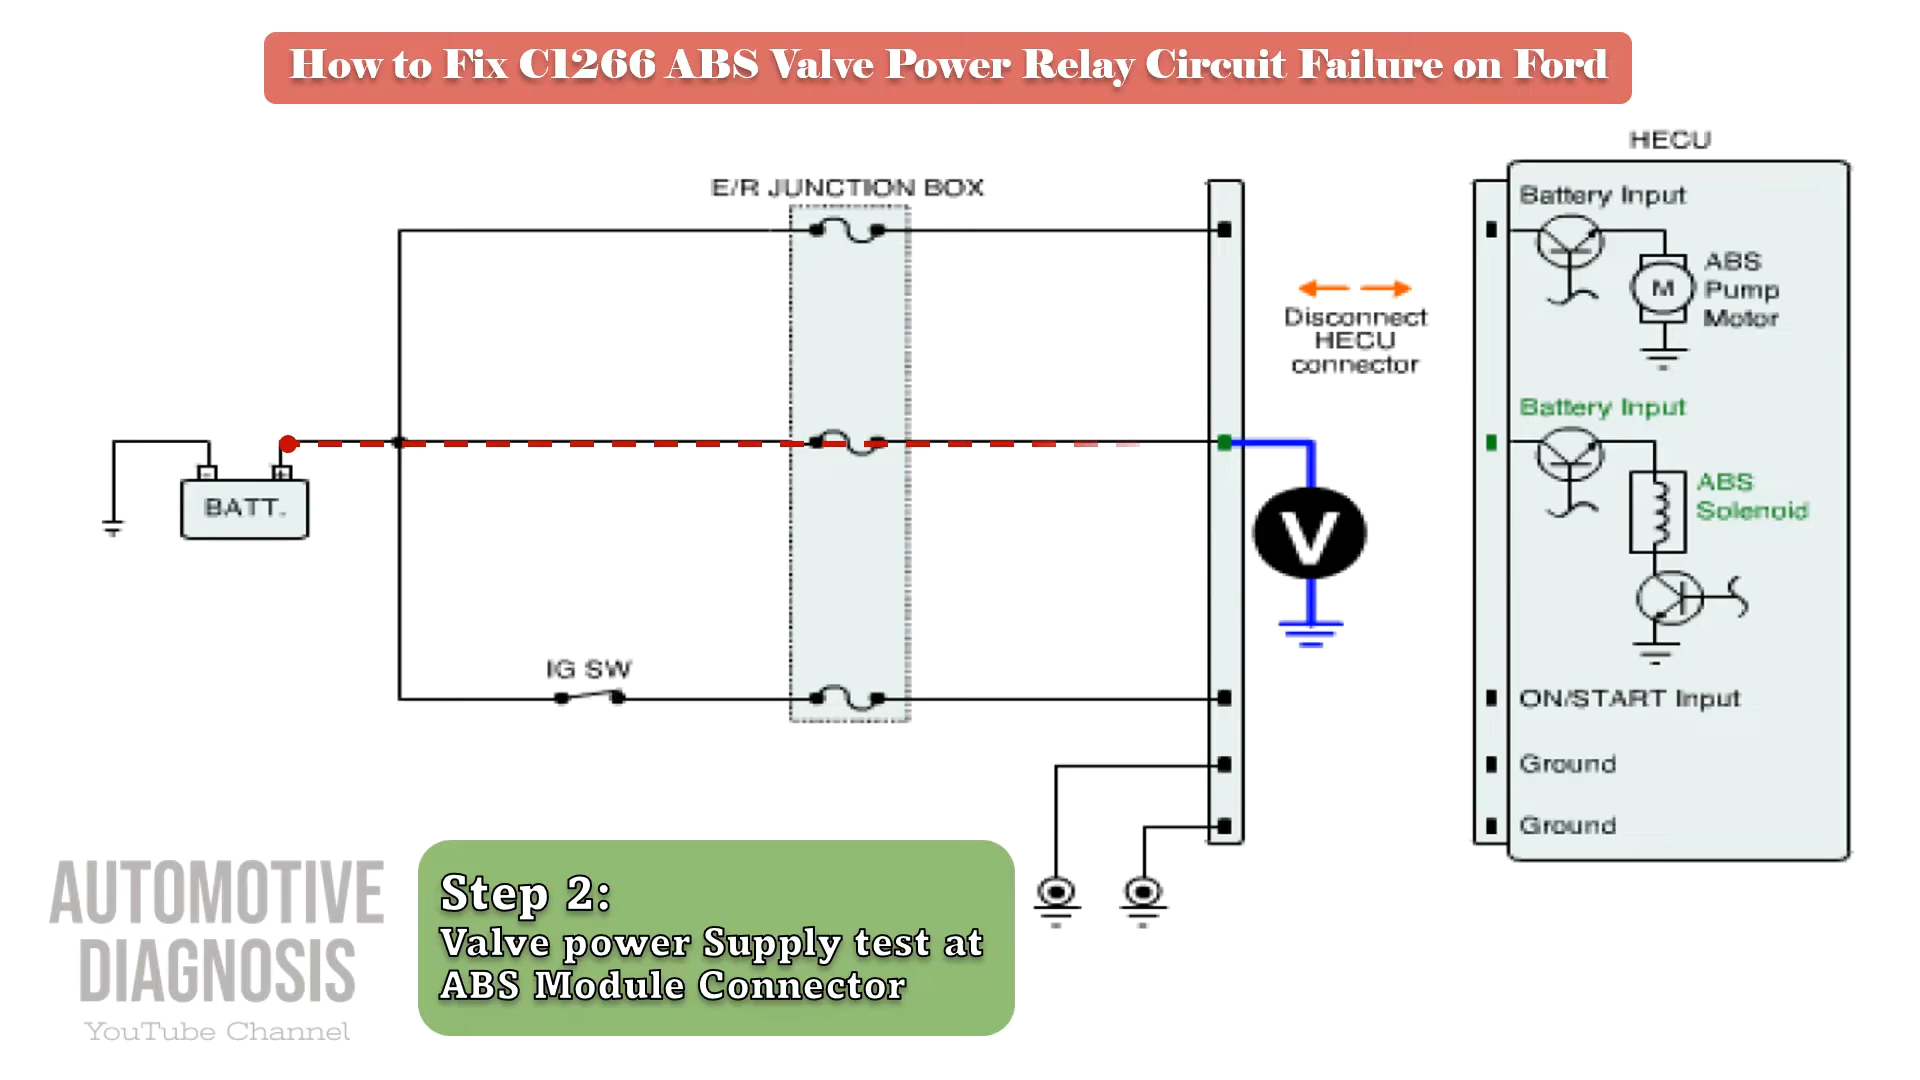 How to Fix C1266 ABS Valve Power Relay Circuit Failure on Ford
HECU
E/R JUNCTION BOX
Battery Input
ABS
Pump
Motor
M
Disconnect
HECU
connector
Battery Input
ABS
Solenoid
- +
BATT.
V
IG SW
ON/START Input
Ground
Ground
Step 2:
Valve power Supply test at
ABS Module Connector
AUTOMOTIVE
DIAGNOSIS
YouTube Channel